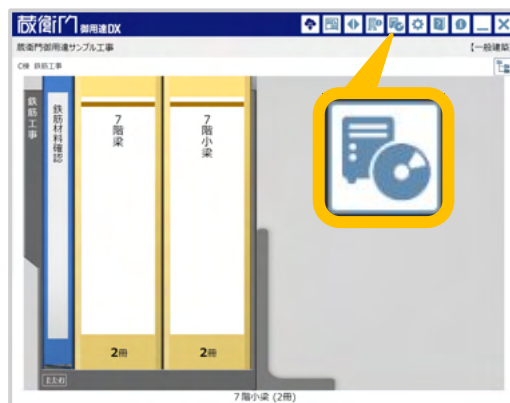 蔵衛門御用達DX
蔵衛門御用達サンプル工事
【一般建築
C棟 鉄筋工事
鉄筋工事
鉄筋材料確認
7階梁
7階小梁
2冊
2冊
たたむ
7階小梁 (2冊)